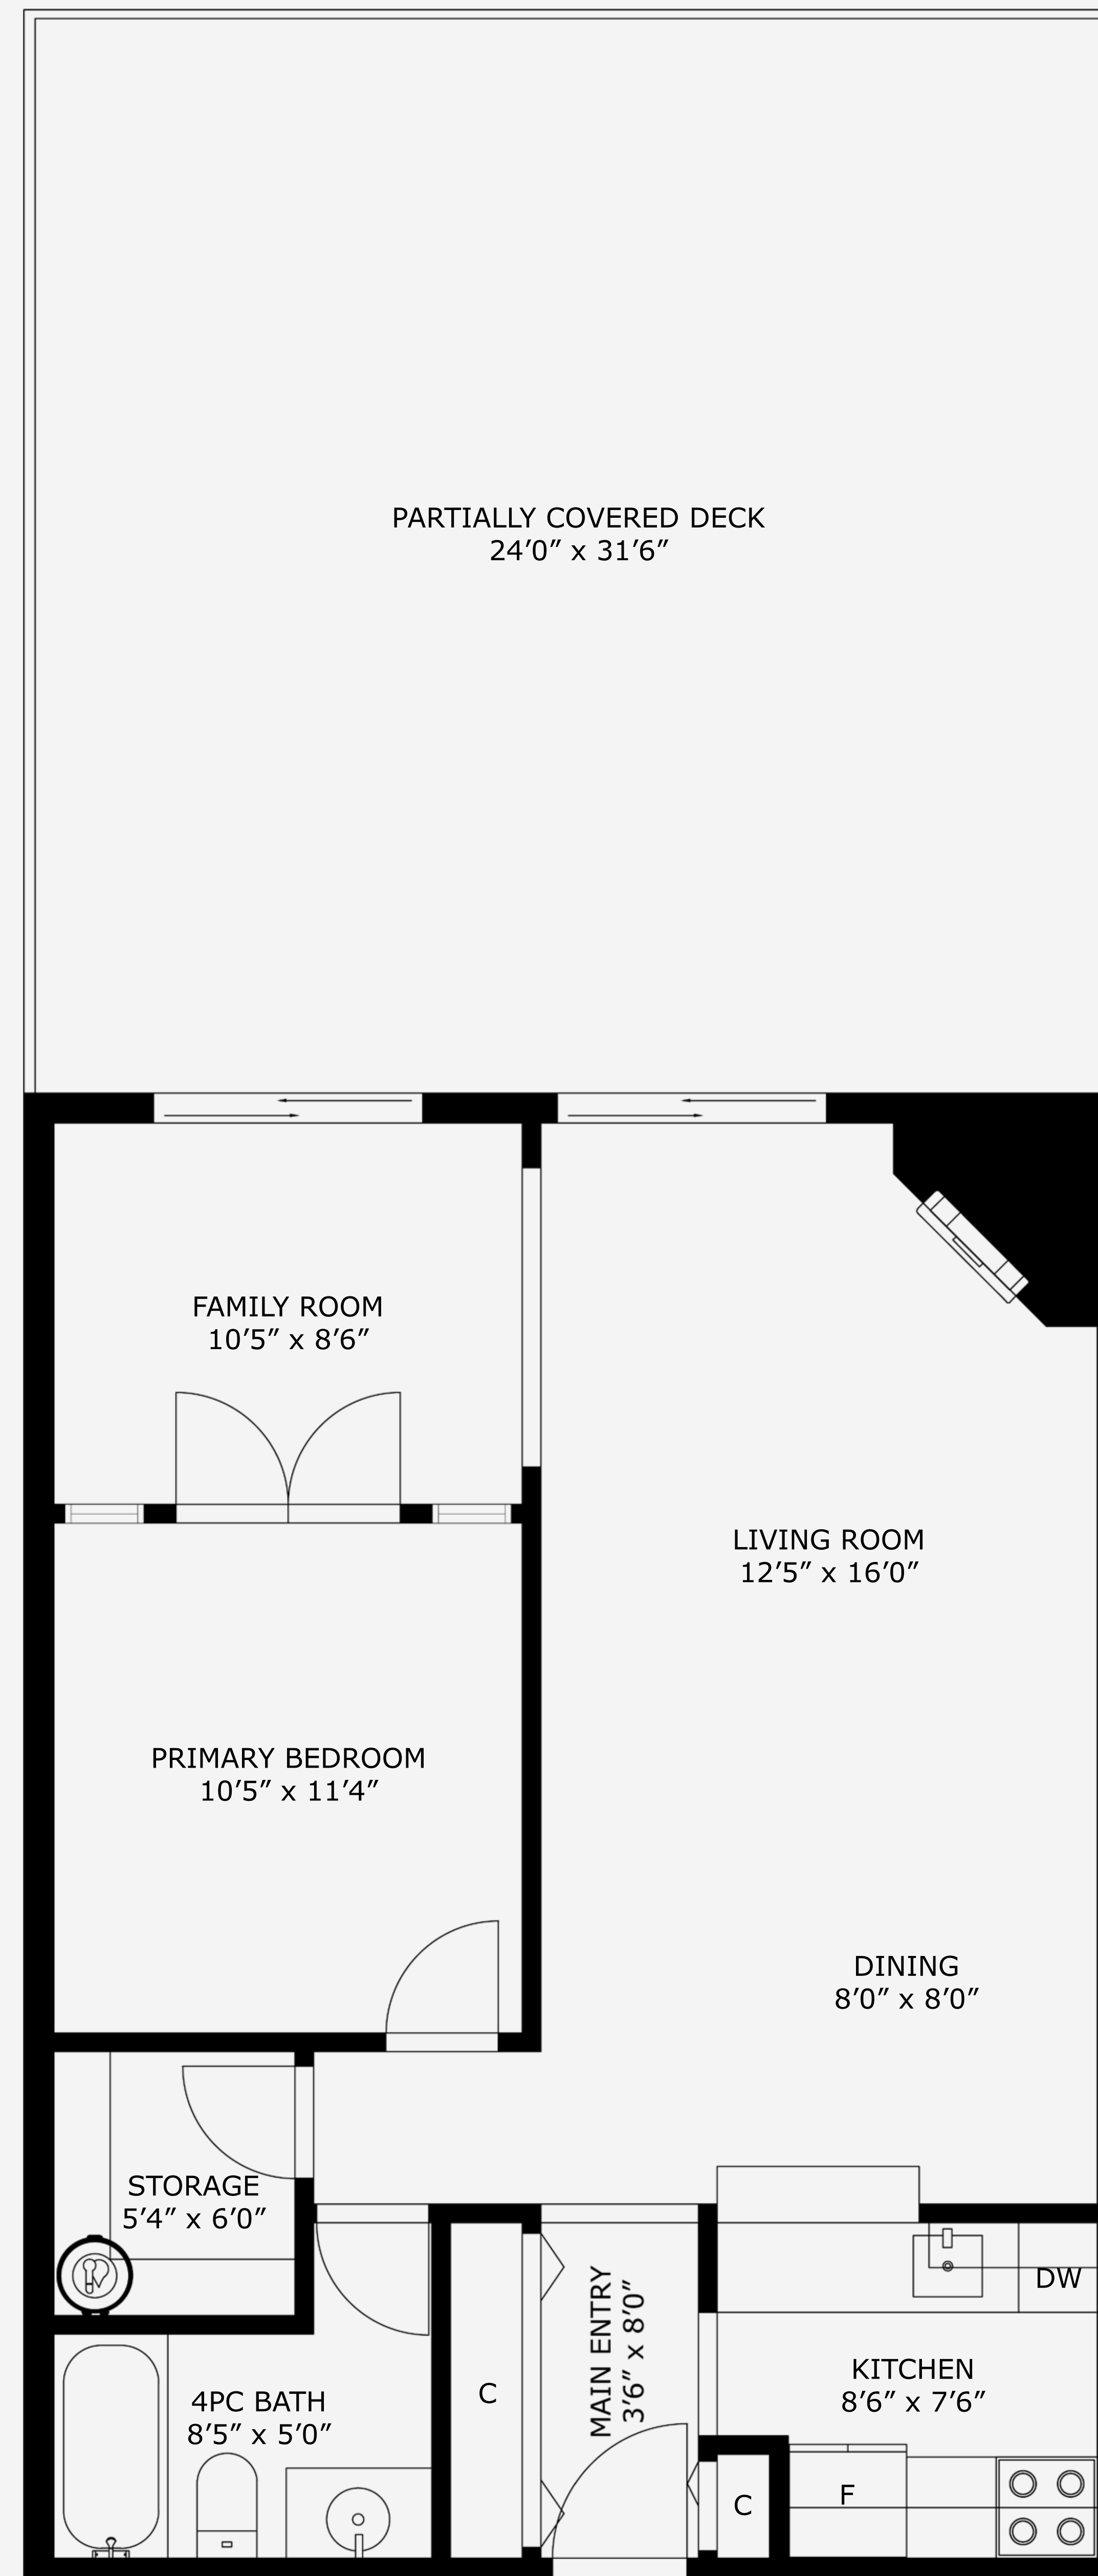 PARTIALLY COVERED DECK
24’0” x 31’6”
FAMILY ROOM
10’5” x 8’6”
LIVING ROOM
12’5” x 16’0”
PRIMARY BEDROOM
10’5” x 11’4”
DINING
8’0” x 8’0”
STORAGE
5’4” x 6’0”
DW
MAIN ENTRY
3’6” x 8’0”
KITCHEN
8’6” x 7’6”
C
4PC BATH
8’5” x 5’0”
F
C